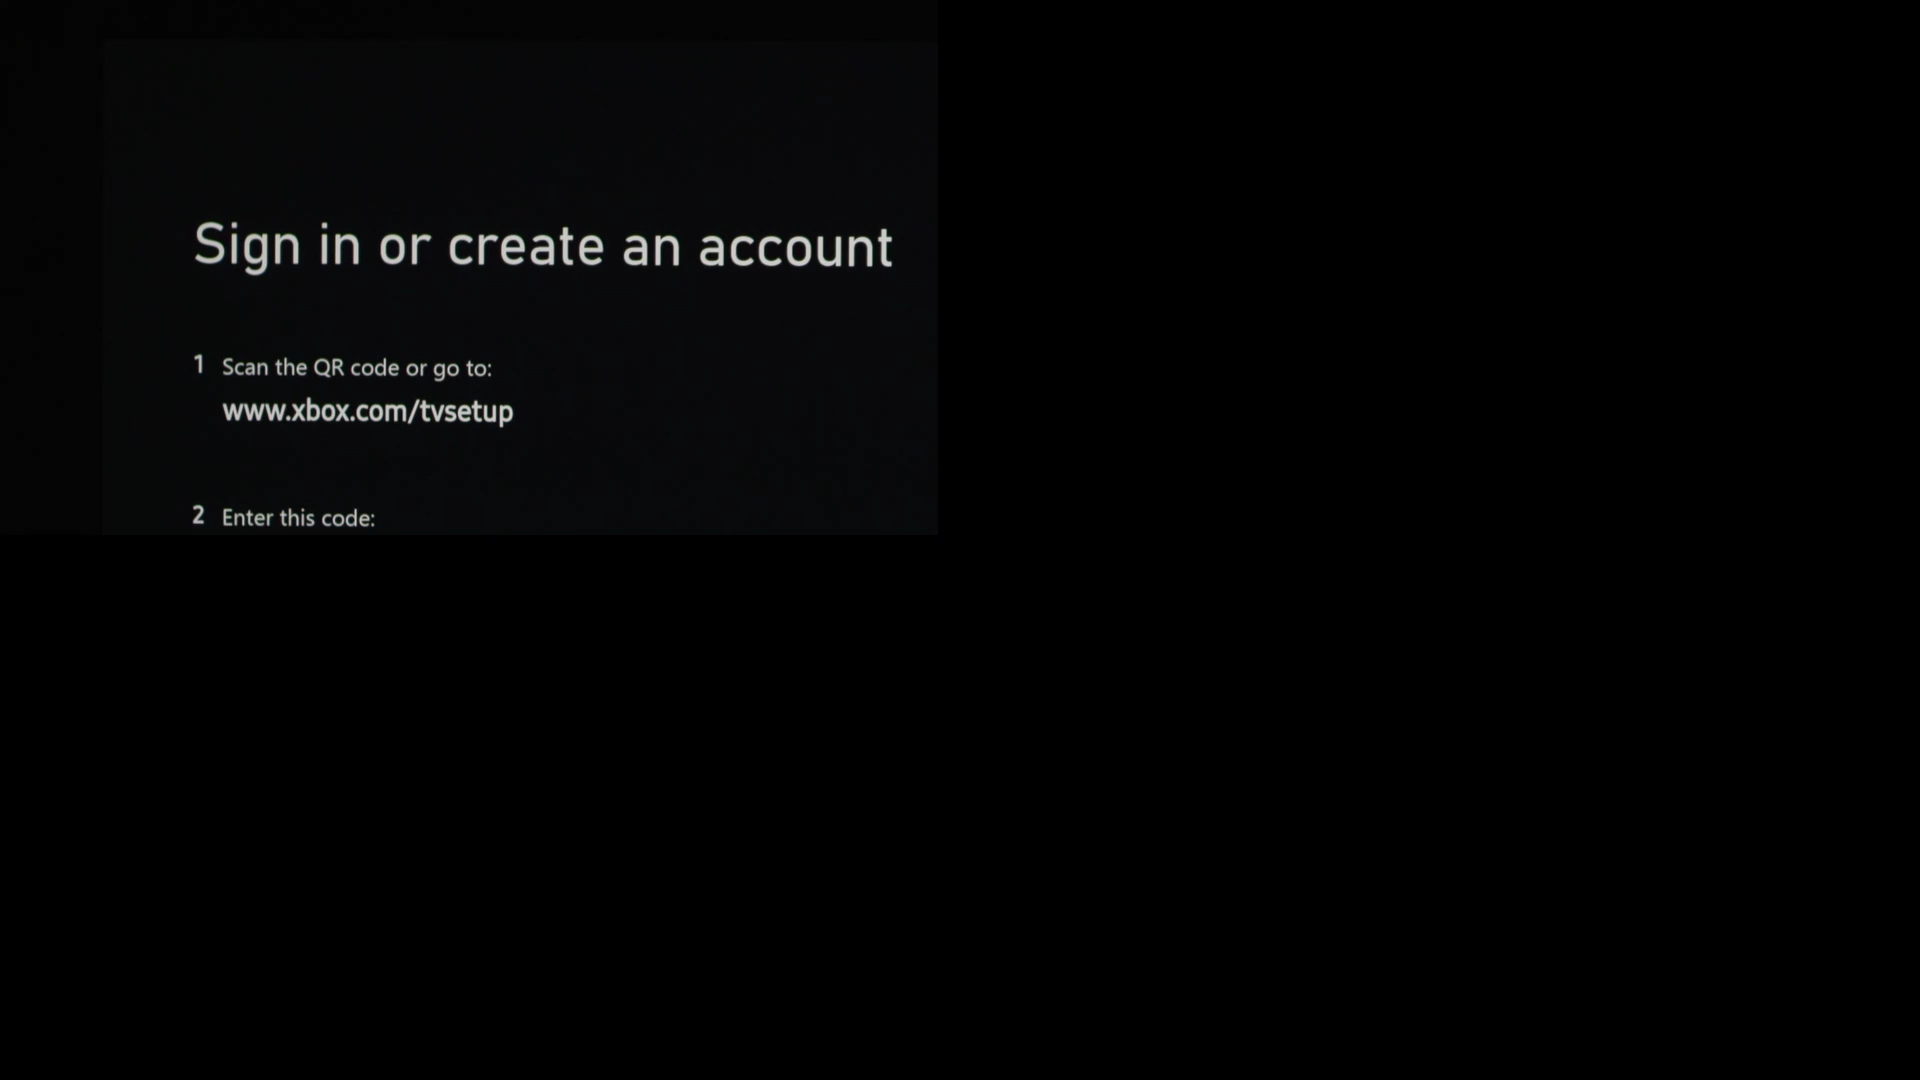 Sign in or create an account
1 Scan the QR code or go to:
www.xbox.com/tvsetup
2 Enter this code: